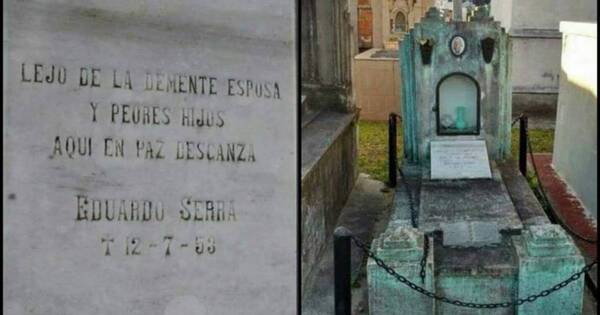 LEJO DE LA DEMENTE ESPOSA
Y PEORES HIJOS
AQUI EN PAZ DESCANZA
EDUARDO SERRA
† 12-7-53